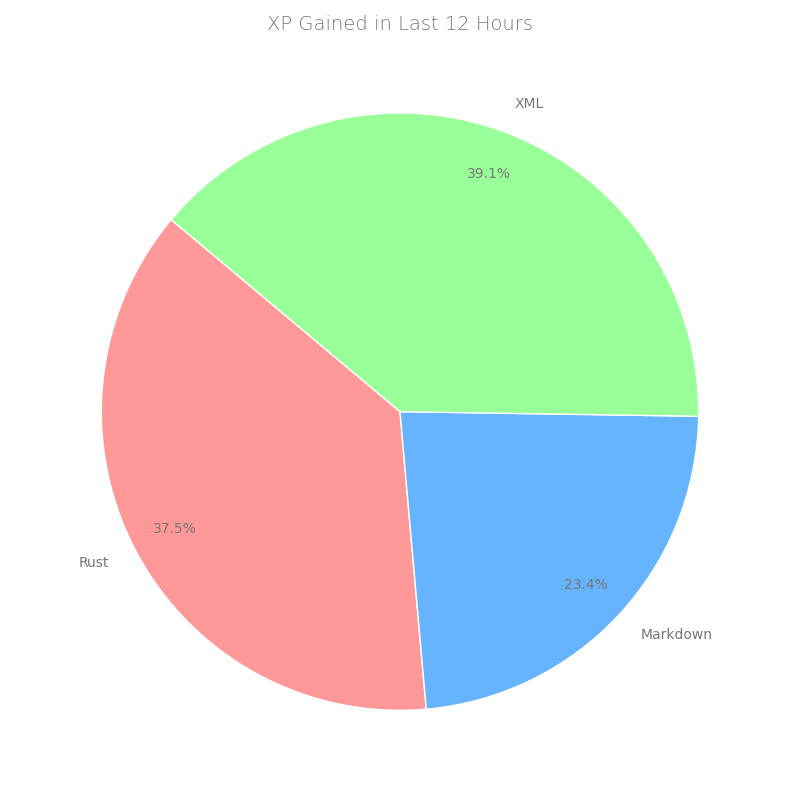 XP Gained in Last 12 Hours
XML
39.1%
37.5%
Rust
23.4%
Markdown